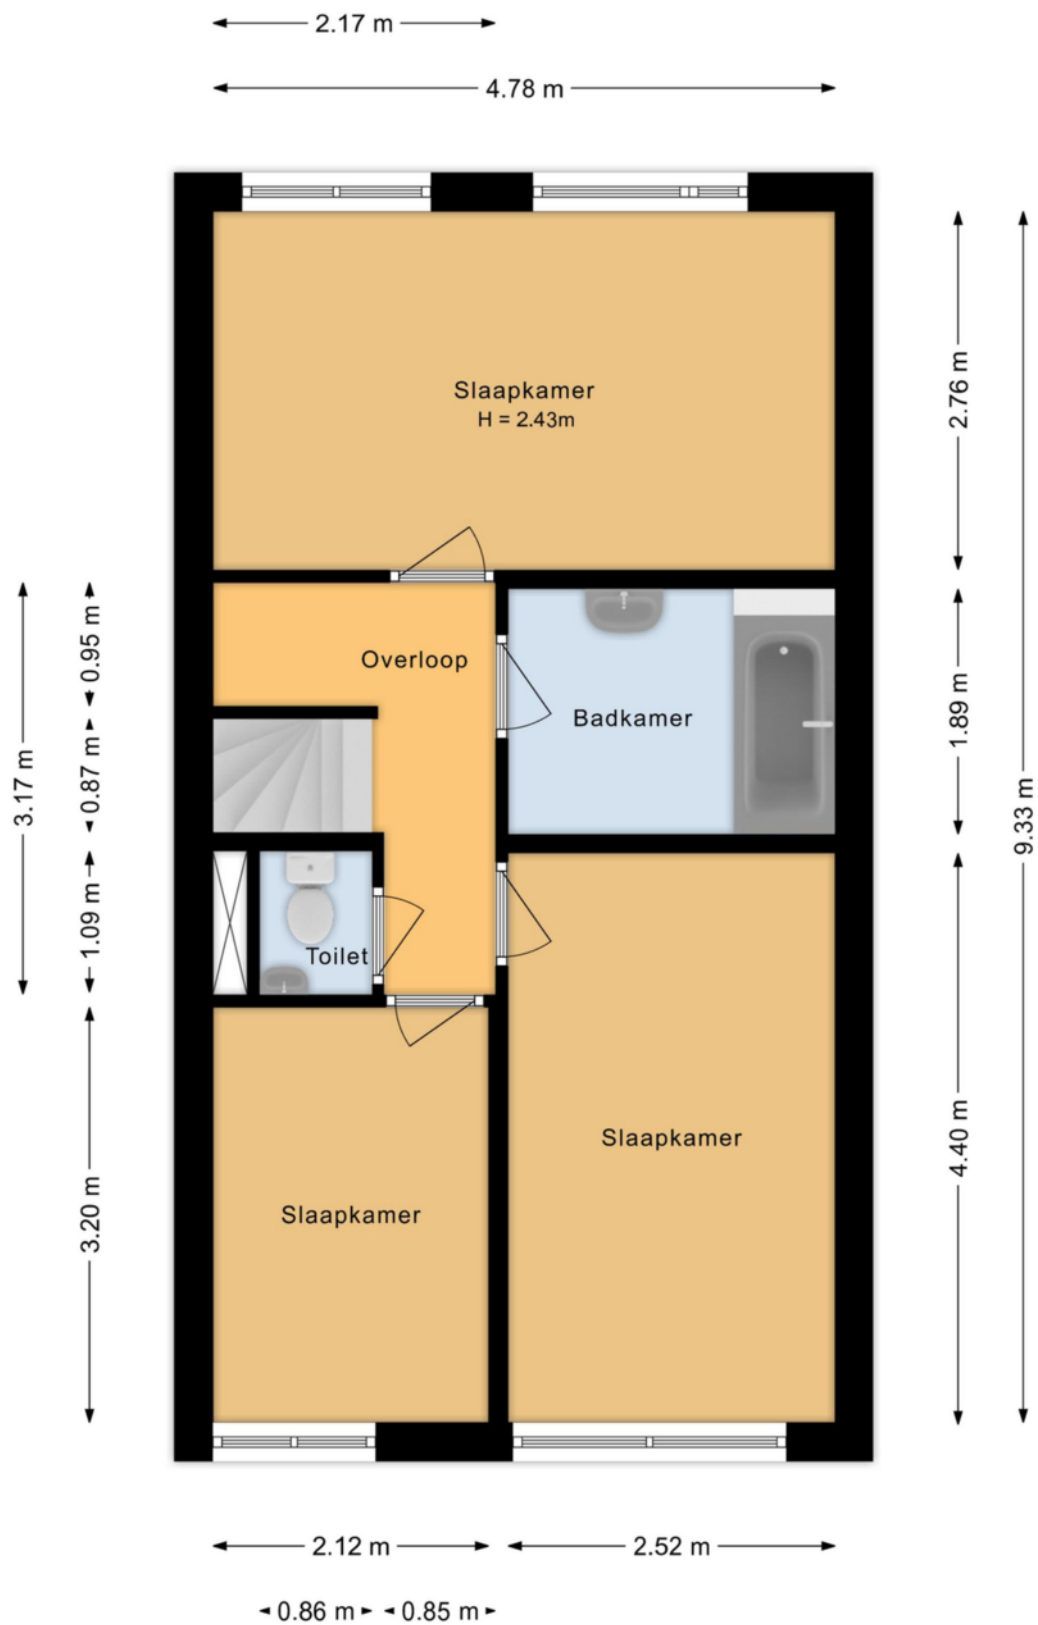 2.17 m
4.78 m
Slaapkamer
H = 2.43m
2.76 m
Overloop
0.95 m
Badkamer
1.89 m
0.87 m
3.17 m
9.33 m
1.09 m
Toilet
4.40 m
Slaapkamer
3.20 m
Slaapkamer
2.12 m
2.52 m
0.86 m
0.85 m